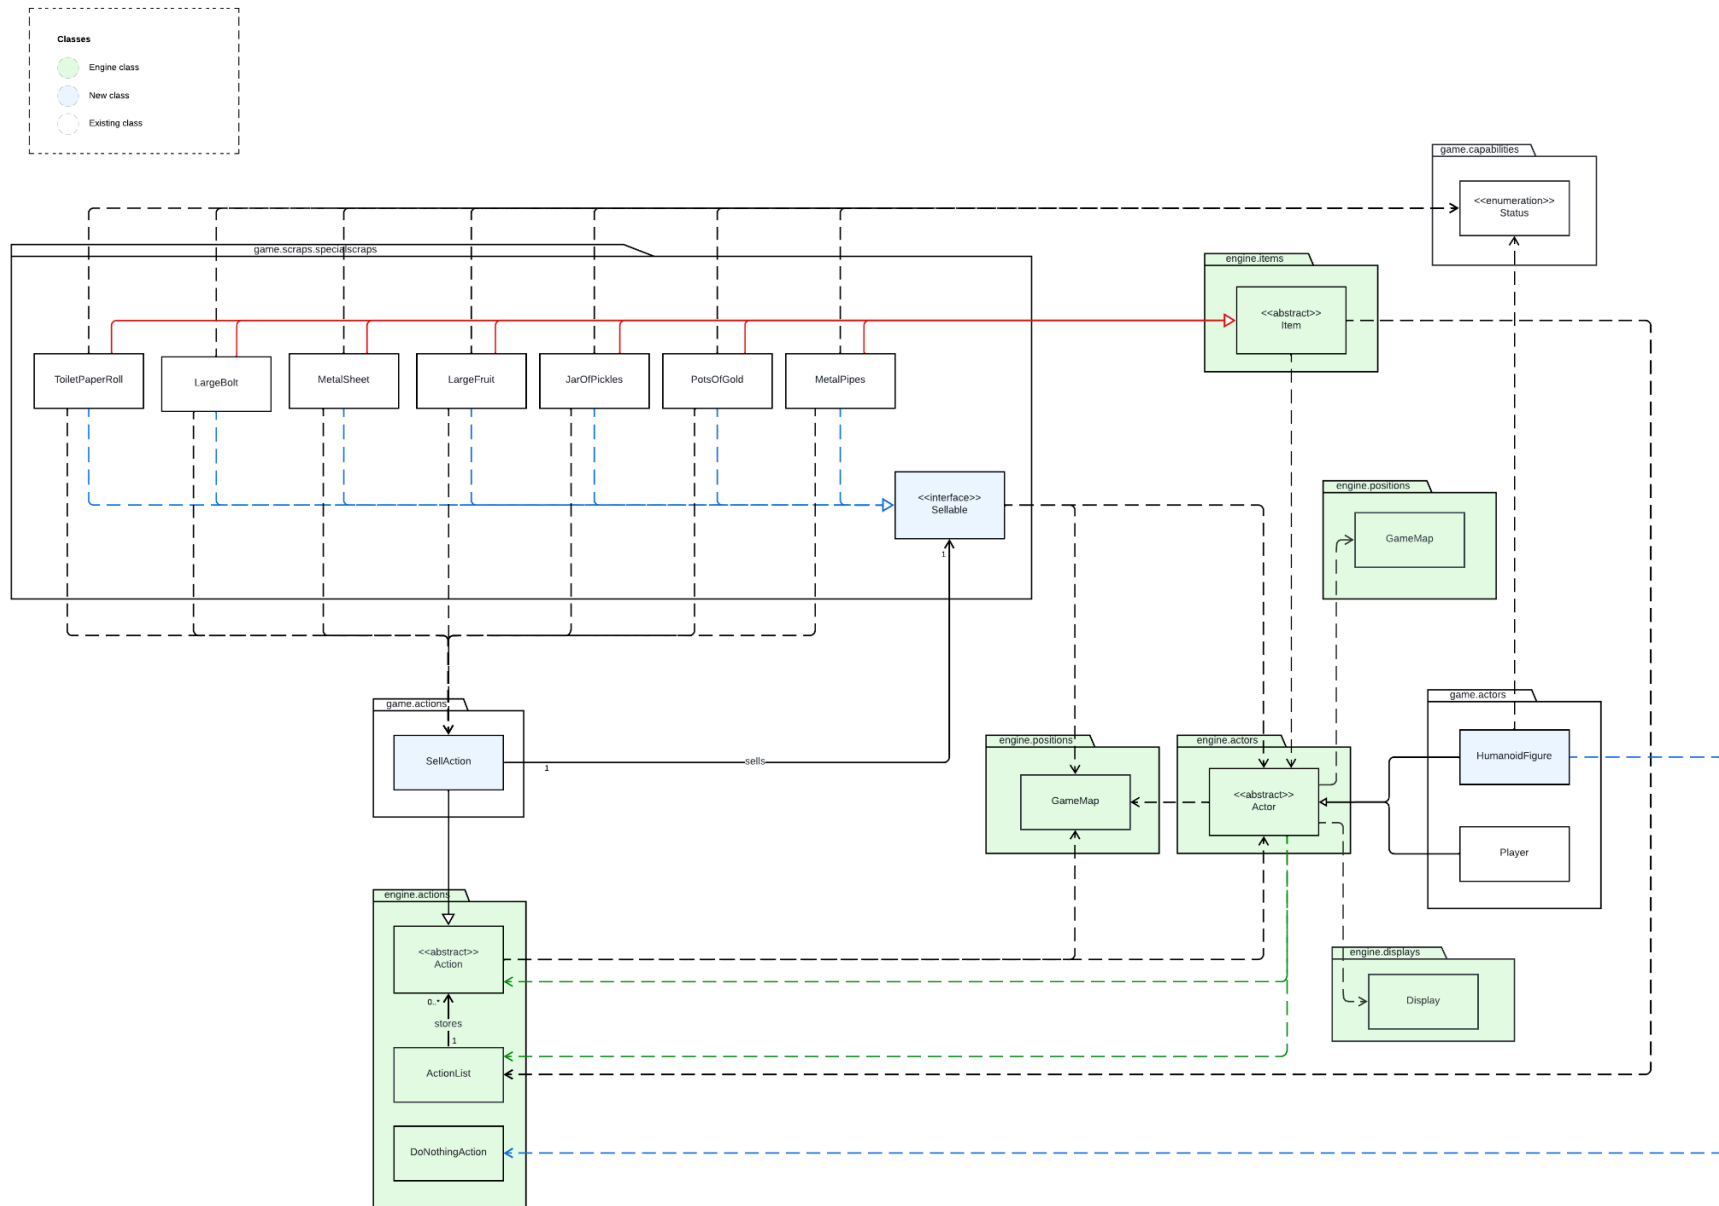 Classes
Engine class
New class
Existing class
game.capabilities
<<enumeration>>
Status
game.scraps.specialscraps
engine.items
<<abstract>>
Item
ToiletPaperRoll
LargeBolt
MetalSheet
LargeFruit
JarOfPickles
PotsOfGold
MetalPipes
<<interface>>
Sellable
1
engine.positions
GameMap
game.actions
SellAction
1
sells
engine.positions
GameMap
engine.actors
<<abstract>>
Actor
game.actors
HumanoidFigure
Player
engine.actions
<<abstract>>
Action
0..*
stores
1
ActionList
DoNothingAction
engine.displays
Display